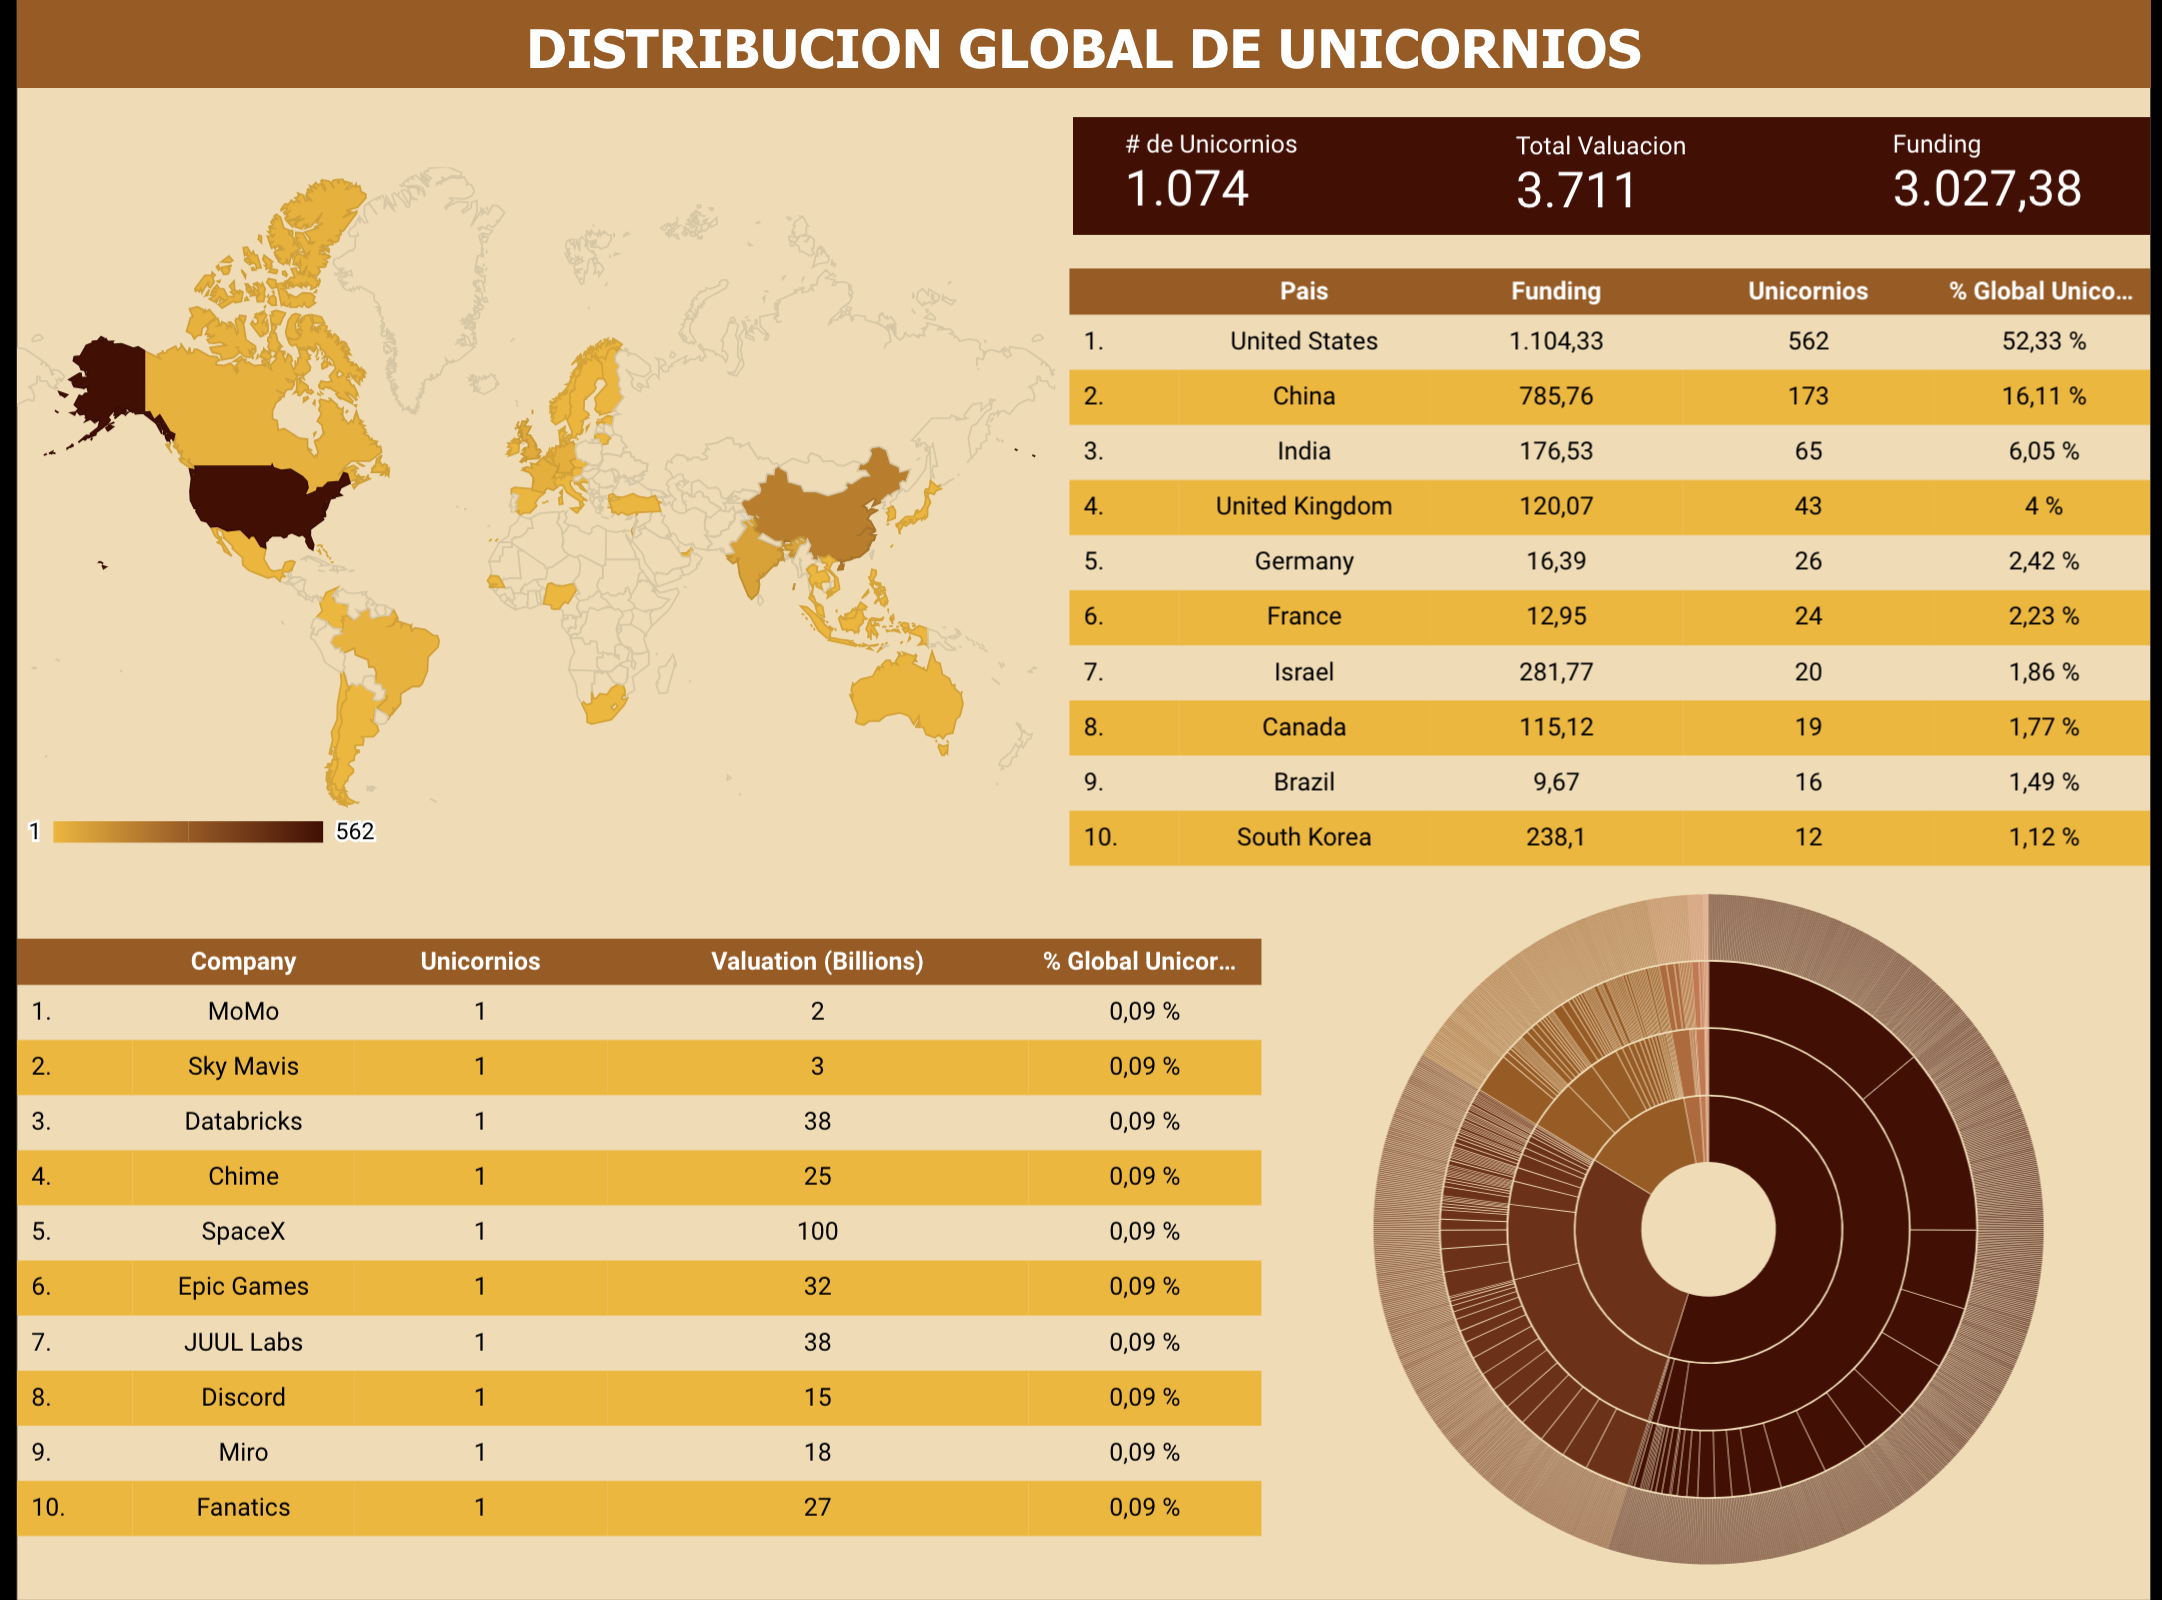 DISTRIBUCION GLOBAL DE UNICORNIOS
# de Unicornios Total Valuacion Funding
1.074 3.711 3.027,38
Pais Funding Unicornios % Global Unico...
1. United States 1.104,33 562 52,33 %
2. China 785,76 173 16,11 %
3. India 176,53 65 6,05 %
4. United Kingdom 120,07 43 4 %
5. Germany 16,39 26 2,42 %
6. France 12,95 24 2,23 %
7. Israel 281,77 20 1,86 %
8. Canada 115,12 19 1,77 %
9. Brazil 9,67 16 1,49 %
10. South Korea 238,1 12 1,12 %
1 562
Company Unicornios Valuation (Billions) % Global Unicor...
1. MoMo 1 2 0,09 %
2. Sky Mavis 1 3 0,09 %
3. Databricks 1 38 0,09 %
4. Chime 1 25 0,09 %
5. SpaceX 1 100 0,09 %
6. Epic Games 1 32 0,09 %
7. JUUL Labs 1 38 0,09 %
8. Discord 1 15 0,09 %
9. Miro 1 18 0,09 %
10. Fanatics 1 27 0,09 %